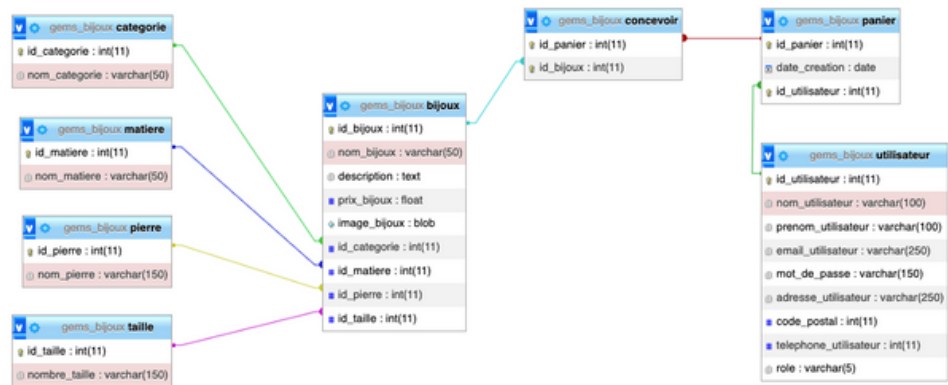 gems_bijoux categorie
id_categorie : int(11)
nom_categorie : varchar(50)
gems_bijoux matiere
id_matiere : int(11)
nom_matiere : varchar(50)
gems_bijoux pierre
id_pierre : int(11)
nom_pierre : varchar(150)
gems_bijoux taille
id_taille : int(11)
nombre_taille : varchar(150)
gems_bijoux bijoux
id_bijoux : int(11)
nom_bijoux : varchar(50)
description : text
prix_bijoux : float
image_bijoux : blob
id_categorie : int(11)
id_matiere : int(11)
id_pierre : int(11)
id_taille : int(11)
gems_bijoux concevoir
id_panier : int(11)
id_bijoux : int(11)
gems_bijoux panier
id_panier : int(11)
date_creation : date
id_utilisateur : int(11)
gems_bijoux utilisateur
id_utilisateur : int(11)
nom_utilisateur : varchar(100)
prenom_utilisateur : varchar(100)
email_utilisateur : varchar(250)
mot_de_passe : varchar(150)
adresse_utilisateur : varchar(250)
code_postal : int(11)
telephone_utilisateur : int(11)
role : varchar(5)